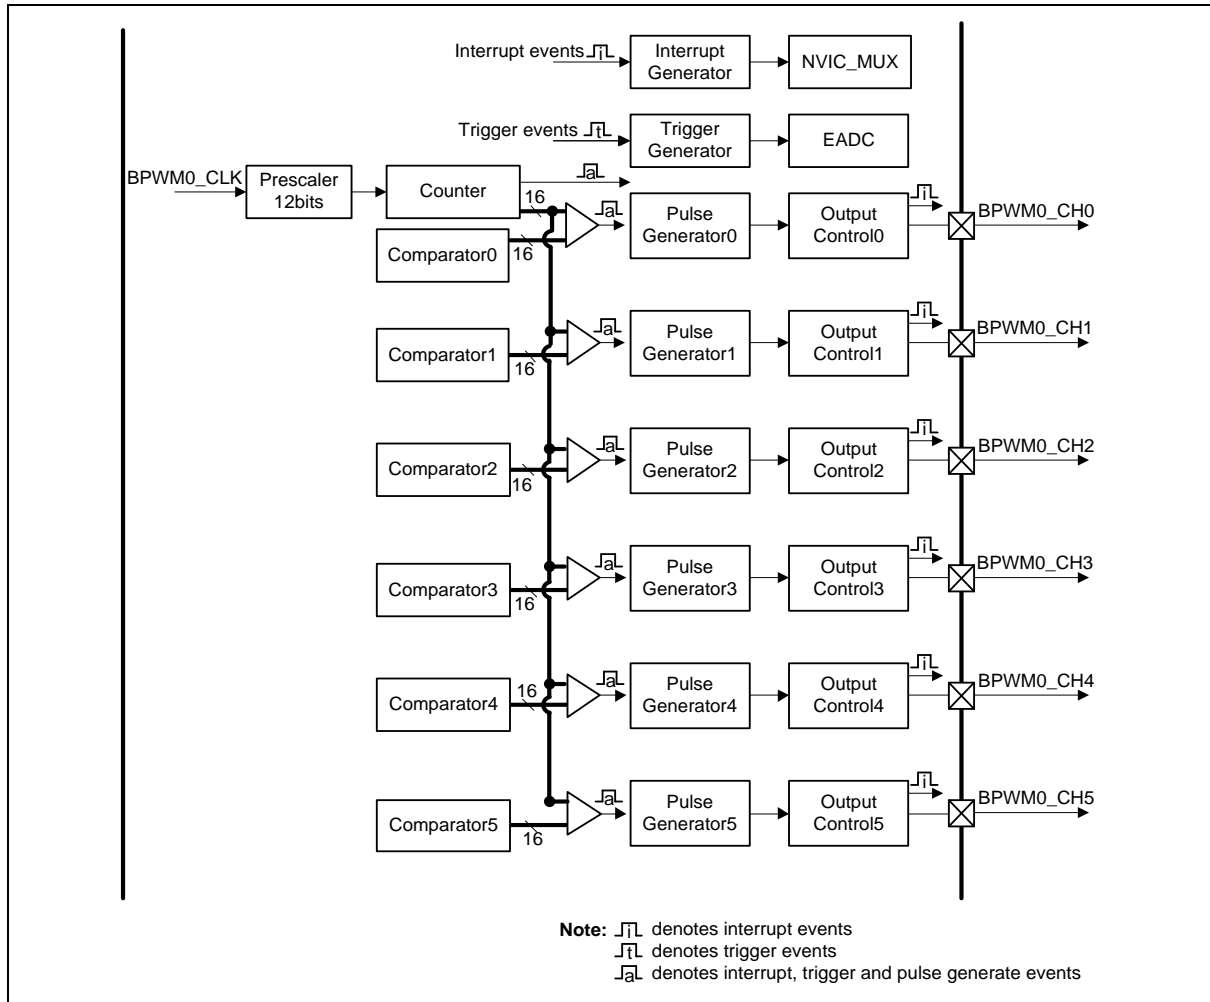 Interrupt events
i
Interrupt
Generator
NVIC_MUX
Trigger events
t
Trigger
Generator
EADC
BPWM0_CLK
Prescaler
12bits
Counter
a
16
Comparator0
16
a
Pulse
Generator0
Output
Control0
i
BPWM0_CH0
Comparator1
16
a
Pulse
Generator1
Output
Control1
i
BPWM0_CH1
Comparator2
16
a
Pulse
Generator2
Output
Control2
i
BPWM0_CH2
Comparator3
16
a
Pulse
Generator3
Output
Control3
i
BPWM0_CH3
Comparator4
16
a
Pulse
Generator4
Output
Control4
i
BPWM0_CH4
Comparator5
16
a
Pulse
Generator5
Output
Control5
i
BPWM0_CH5
Note: i denotes interrupt events
t denotes trigger events
a denotes interrupt, trigger and pulse generate events